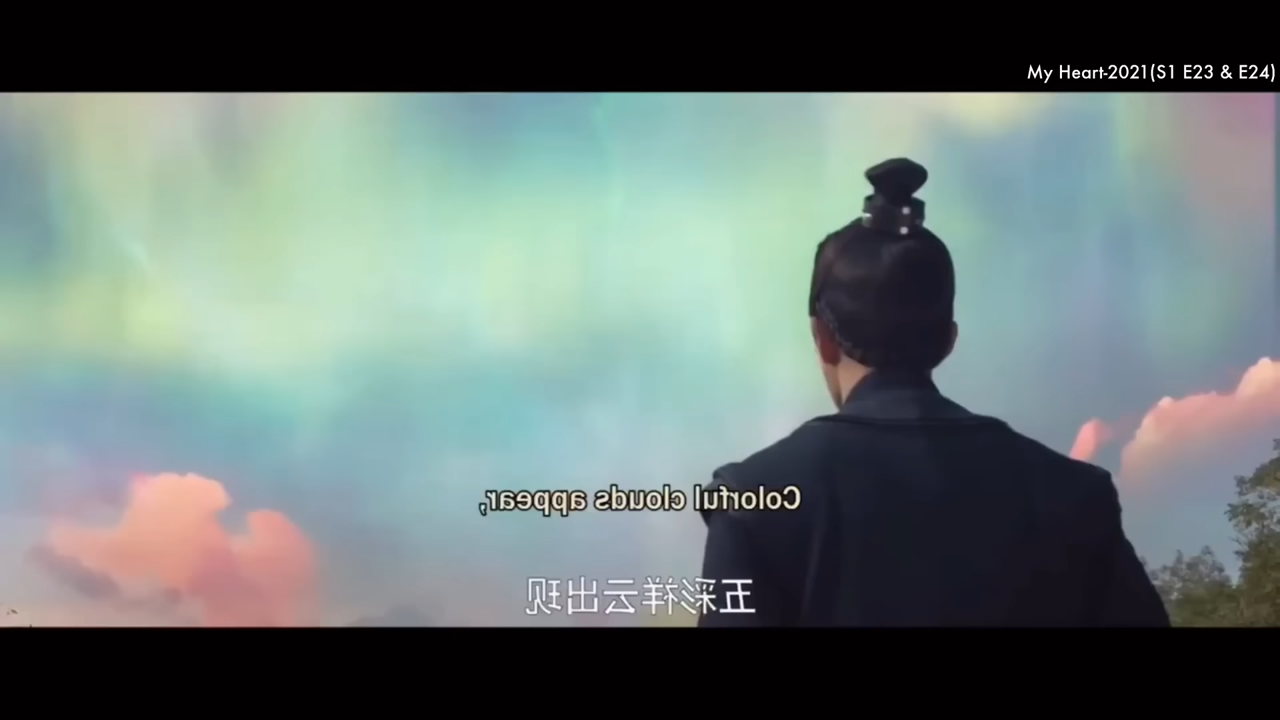 My Heart-2021(S1 E23 & E24)
Colorful clouds appear,
五彩祥云出现